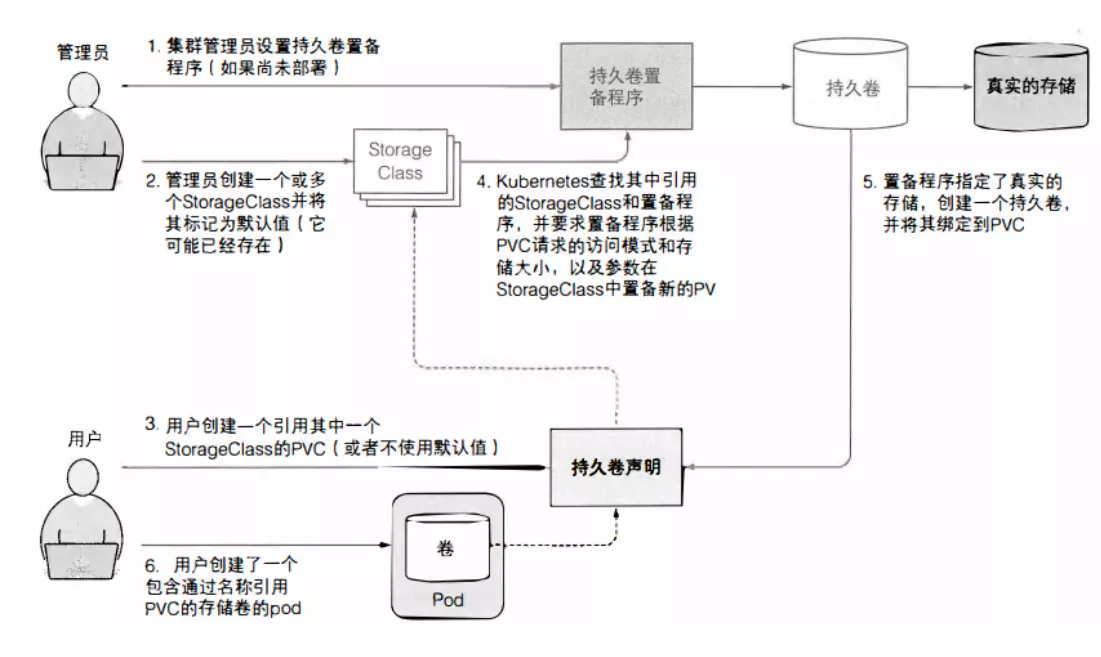 管理员
1. 集群管理员设置持久卷置备
程序（如果尚未部署）
持久卷置
备程序
持久卷
真实的存储
Storage
Class
2. 管理员创建一个或多
个StorageClass并将
其标记为默认值（它
可能已经存在）
4. Kubernetes查找其中引用
的StorageClass和置备程
序，并要求置备程序根据
PVC请求的访问模式和存
储大小，以及参数在
StorageClass中置备新的PV
5. 置备程序指定了真实的
存储，创建一个持久卷，
并将其绑定到PVC
用户
3. 用户创建一个引用其中一个
StorageClass的PVC（或者不使用默认值）
持久卷声明
卷
Pod
6. 用户创建了一个
包含通过名称引用
PVC的存储卷的pod